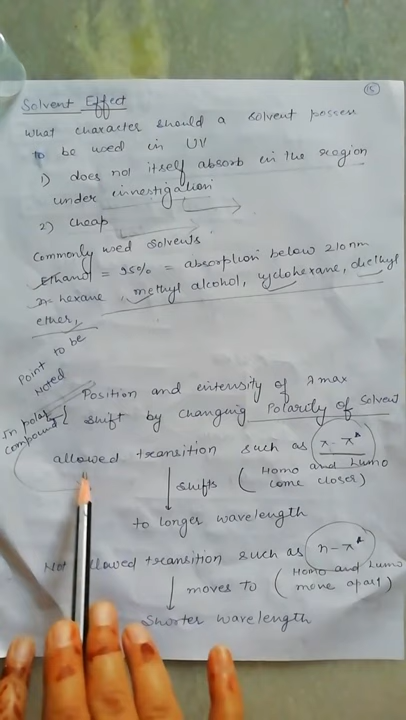 15
Solvent Effect
what character should a solvent possess
to be used in UV
1) does not itself absorb in the region
under investigation
2) Cheap
Commonly used solvents
Ethanol = 95% = absorption below 210nm
n-hexane, methyl alcohol, cyclohexane, diethyl
ether,
Point to be
Noted
Position and intensity of λ max
In polar
compound
shift by changing Polarity of Solvent
allowed transition such as π-π*
↓ shifts ( Homo and Lumo
come closer)
to longer wavelength
Not allowed transition such as n-π*
↓ moves to ( Homo and Lumo
move apart)
Shorter wavelength